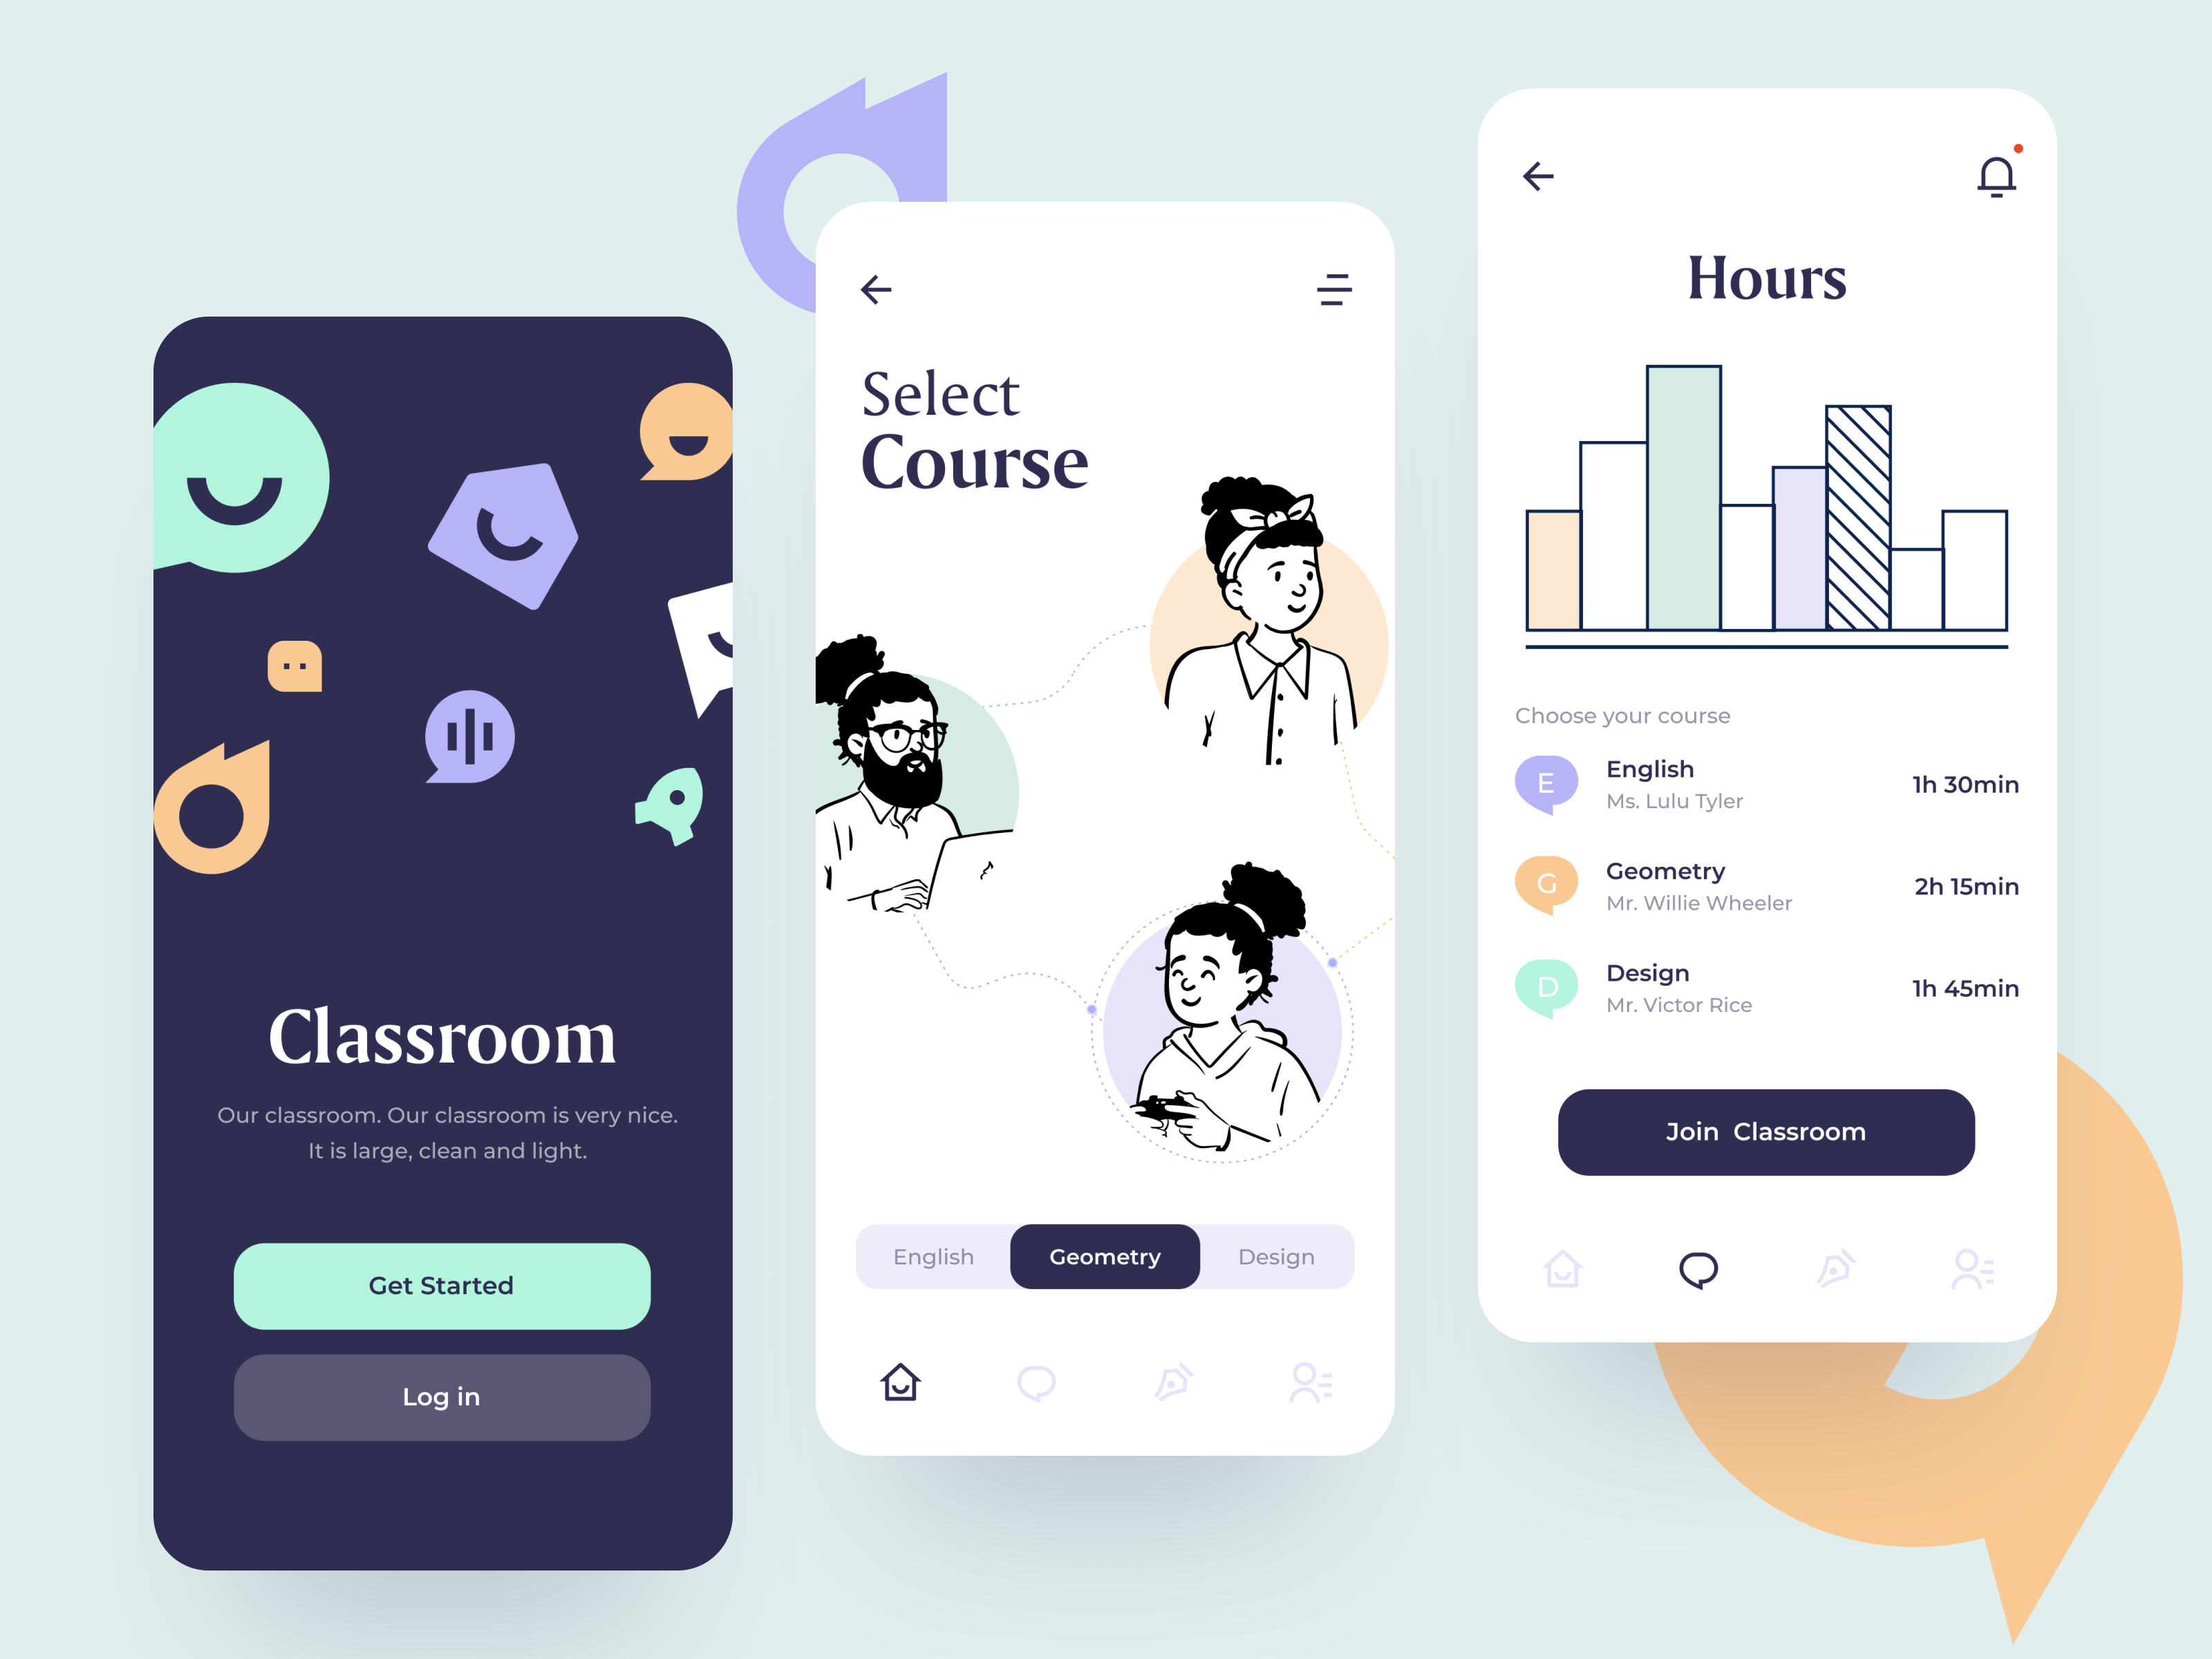 Classroom
Our classroom. Our classroom is very nice.
It is large, clean and light.
Get Started
Log in
Select
Course
English
Geometry
Design
Hours
Choose your course
E
English
Ms. Lulu Tyler
1h 30min
G
Geometry
Mr. Willie Wheeler
2h 15min
D
Design
Mr. Victor Rice
1h 45min
Join Classroom